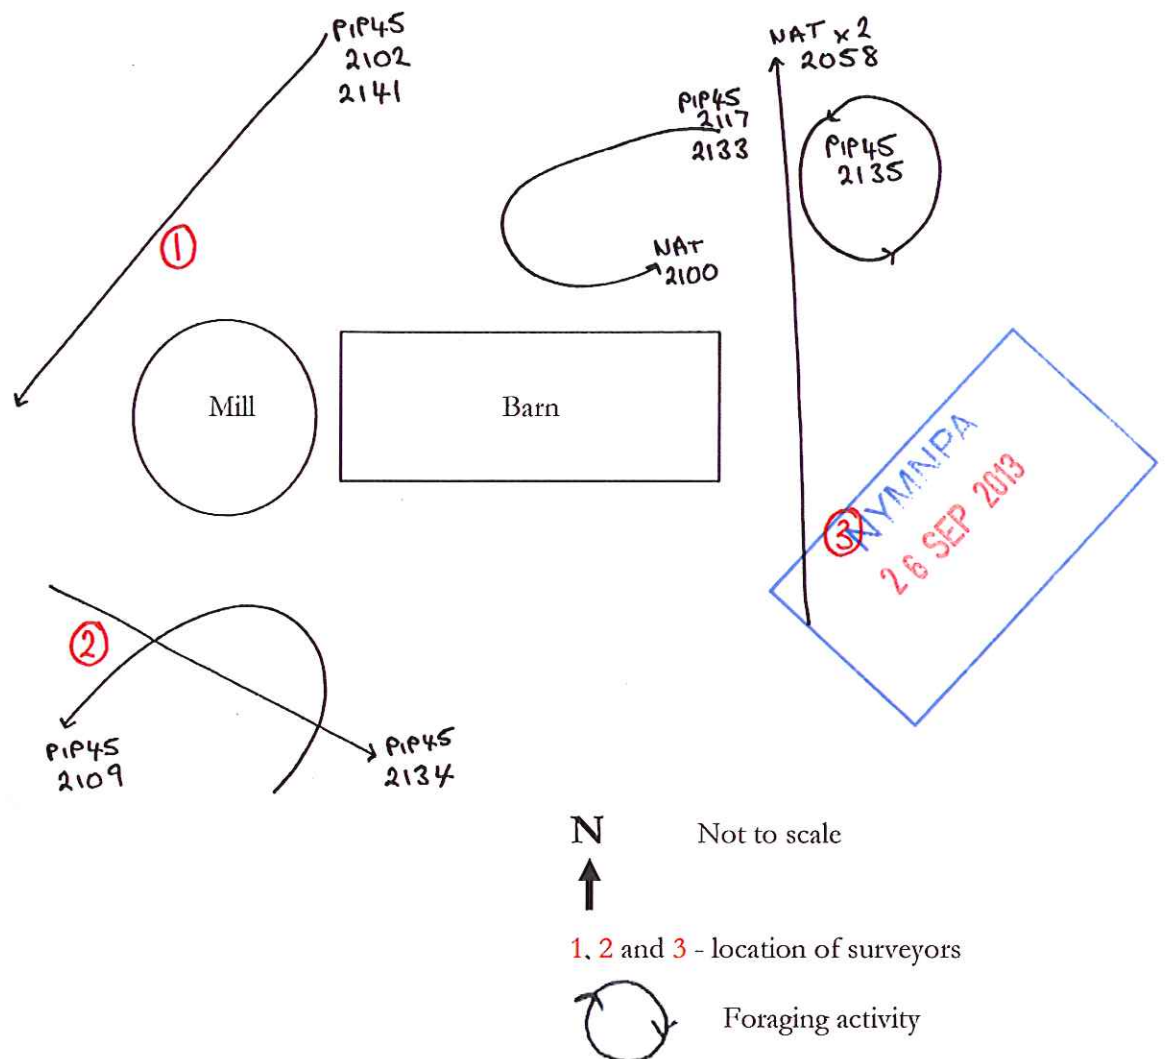 PIP45
2102
2141
NAT x 2
2058
PIP45
2117
2133
PIP45
2135
NAT
2100
1
Mill
Barn
3
NYMNPA
26 SEP 2013
2
PIP45
2109
PIP45
2134
N
Not to scale
1, 2 and 3 - location of surveyors
Foraging activity